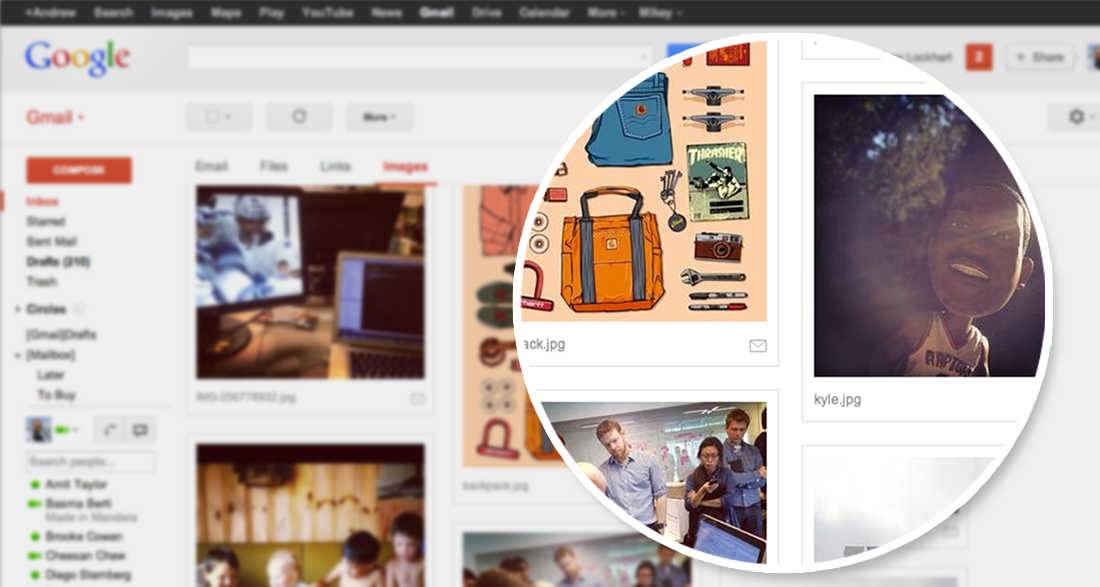 +Andrew Search Images Maps Play YouTube News Gmail Drive Calendar More Mikey
Google
Lockhart 2 + Share
Gmail
More
COMPOSE
Email Files Links Images
Inbox
Starred
Sent Mail
Drafts (210)
Trash
Circles
[Gmail]Drafts
[Mailbox]
Later
To Buy
Search people...
Amit Taylor
Basma Berti
Made in Mandara
Brooke Cowan
Cheesan Chew
Diego Sternberg
IMG-256778932.jpg
backpack.jpg
THRASHER
ack.jpg
RAPTOR
kyle.jpg